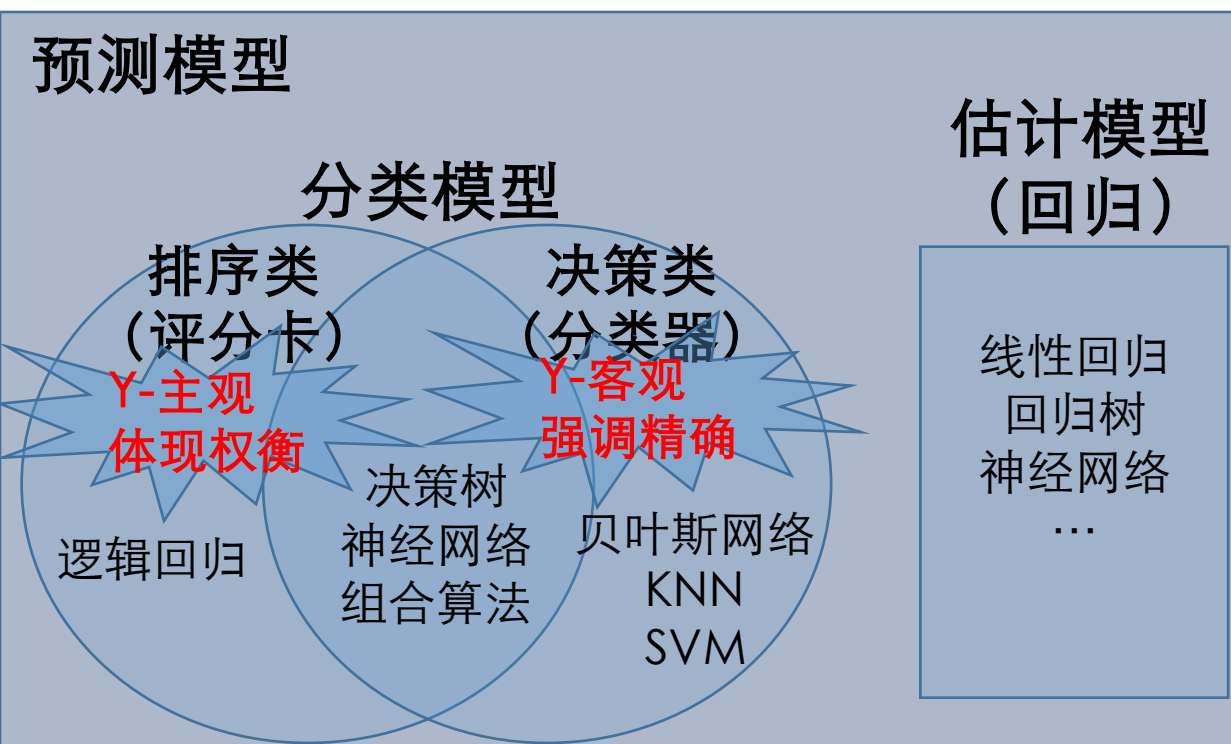 预测模型
分类模型
排序类
（评分卡）
Y-主观
体现权衡
逻辑回归
决策树
神经网络
组合算法
决策类
（分类器）
Y-客观
强调精确
贝叶斯网络
KNN
SVM
估计模型
（回归）
线性回归
回归树
神经网络
…